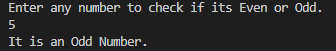 Enter any number to check if its Even or Odd.
5
It is an Odd Number.